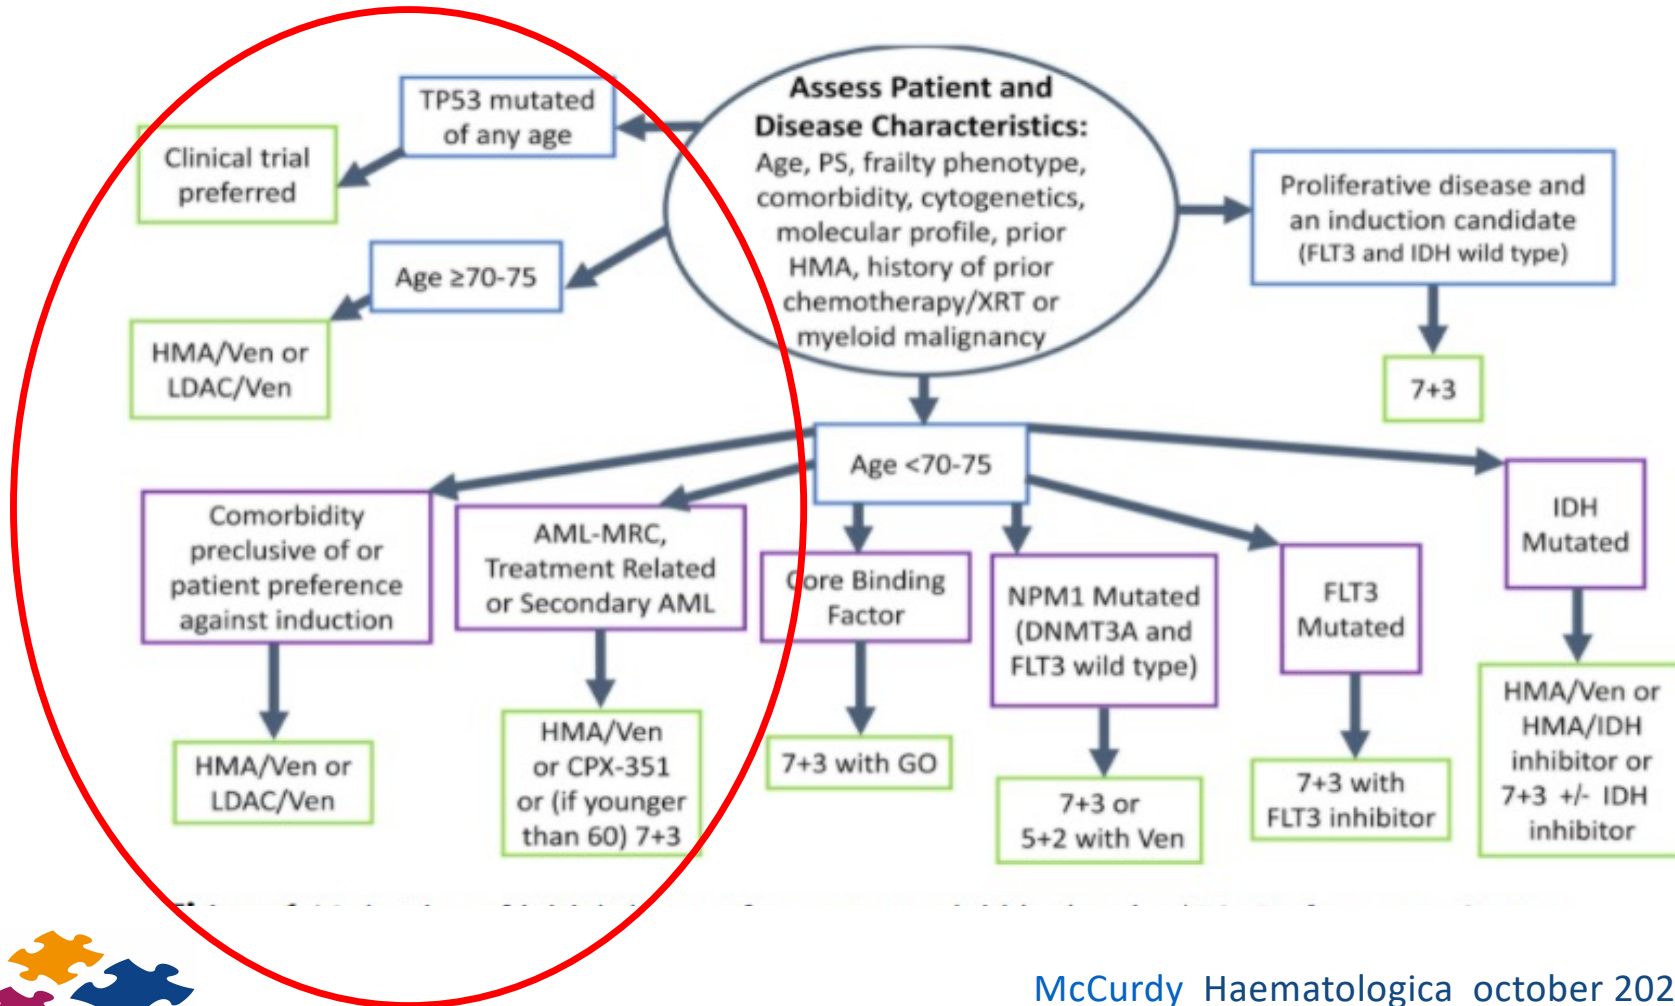 Assess Patient and
Disease Characteristics:
Age, PS, frailty phenotype,
comorbidity, cytogenetics,
molecular profile, prior
HMA, history of prior
chemotherapy/XRT or
myeloid malignancy
TP53 mutated
of any age
Clinical trial
preferred
Age ≥70-75
HMA/Ven or
LDAC/Ven
Proliferative disease and
an induction candidate
(FLT3 and IDH wild type)
7+3
Age <70-75
Comorbidity
preclusive of or
patient preference
against induction
HMA/Ven or
LDAC/Ven
AML-MRC,
Treatment Related
or Secondary AML
HMA/Ven
or CPX-351
or (if younger
than 60) 7+3
Core Binding
Factor
7+3 with GO
NPM1 Mutated
(DNMT3A and
FLT3 wild type)
7+3 or
5+2 with Ven
FLT3
Mutated
7+3 with
FLT3 inhibitor
IDH
Mutated
HMA/Ven or
HMA/IDH
inhibitor or
7+3 +/- IDH
inhibitor
McCurdy Haematologica october 202